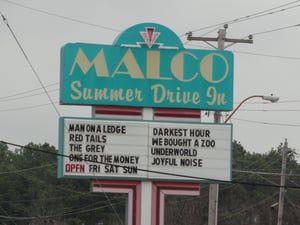 MALCO
Summer Drive In
MAN ON A LEDGE
RED TAILS
THE GREY
ONE FOR THE MONEY
OPEN FRI SAT SUN
DARKEST HOUR
WE BOUGHT A ZOO
UNDERWORLD
JOYFUL NOISE